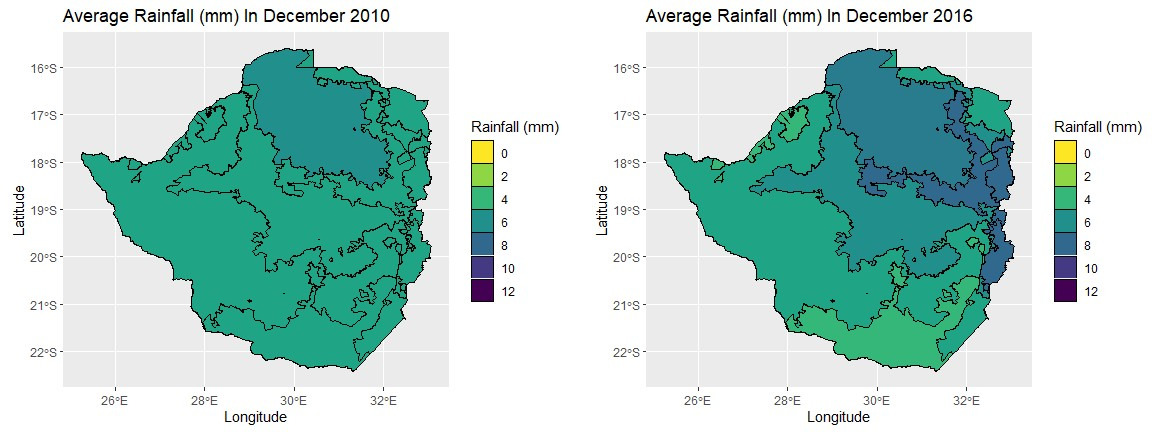 Average Rainfall (mm) In December 2010
16°S
17°S
18°S
19°S
20°S
21°S
22°S
Latitude
26°E
28°E
30°E
32°E
Longitude
Rainfall (mm)
0
2
4
6
8
10
12
Average Rainfall (mm) In December 2016
16°S
17°S
18°S
19°S
20°S
21°S
22°S
Latitude
26°E
28°E
30°E
32°E
Longitude
Rainfall (mm)
0
2
4
6
8
10
12